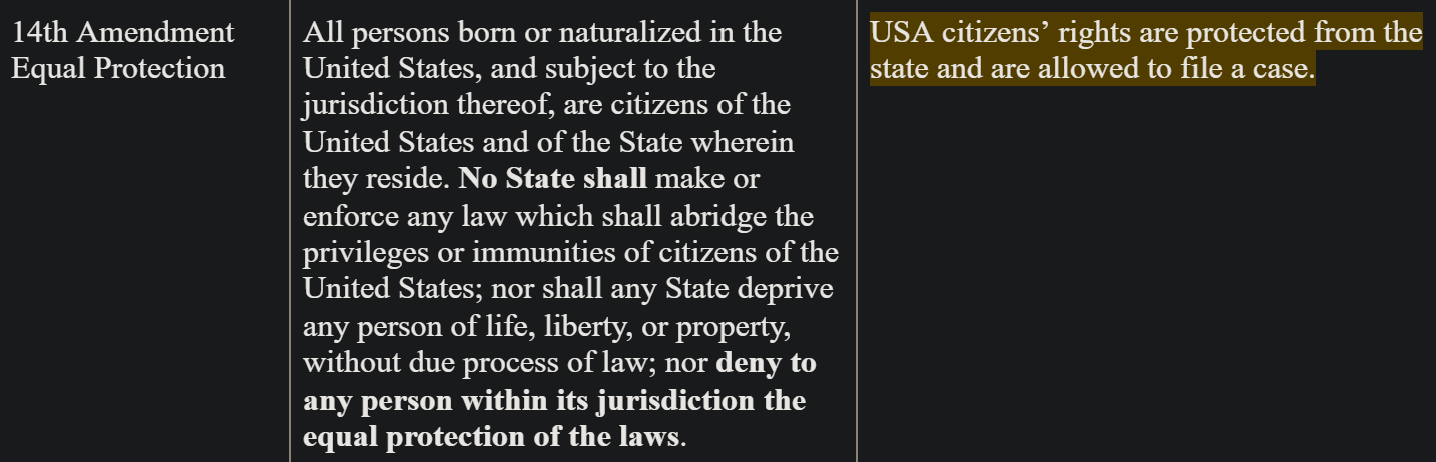 14th Amendment
Equal Protection
All persons born or naturalized in the
United States, and subject to the
jurisdiction thereof, are citizens of the
United States and of the State wherein
they reside. No State shall make or
enforce any law which shall abridge the
privileges or immunities of citizens of the
United States; nor shall any State deprive
any person of life, liberty, or property,
without due process of law; nor deny to
any person within its jurisdiction the
equal protection of the laws.
USA citizens’ rights are protected from the
state and are allowed to file a case.